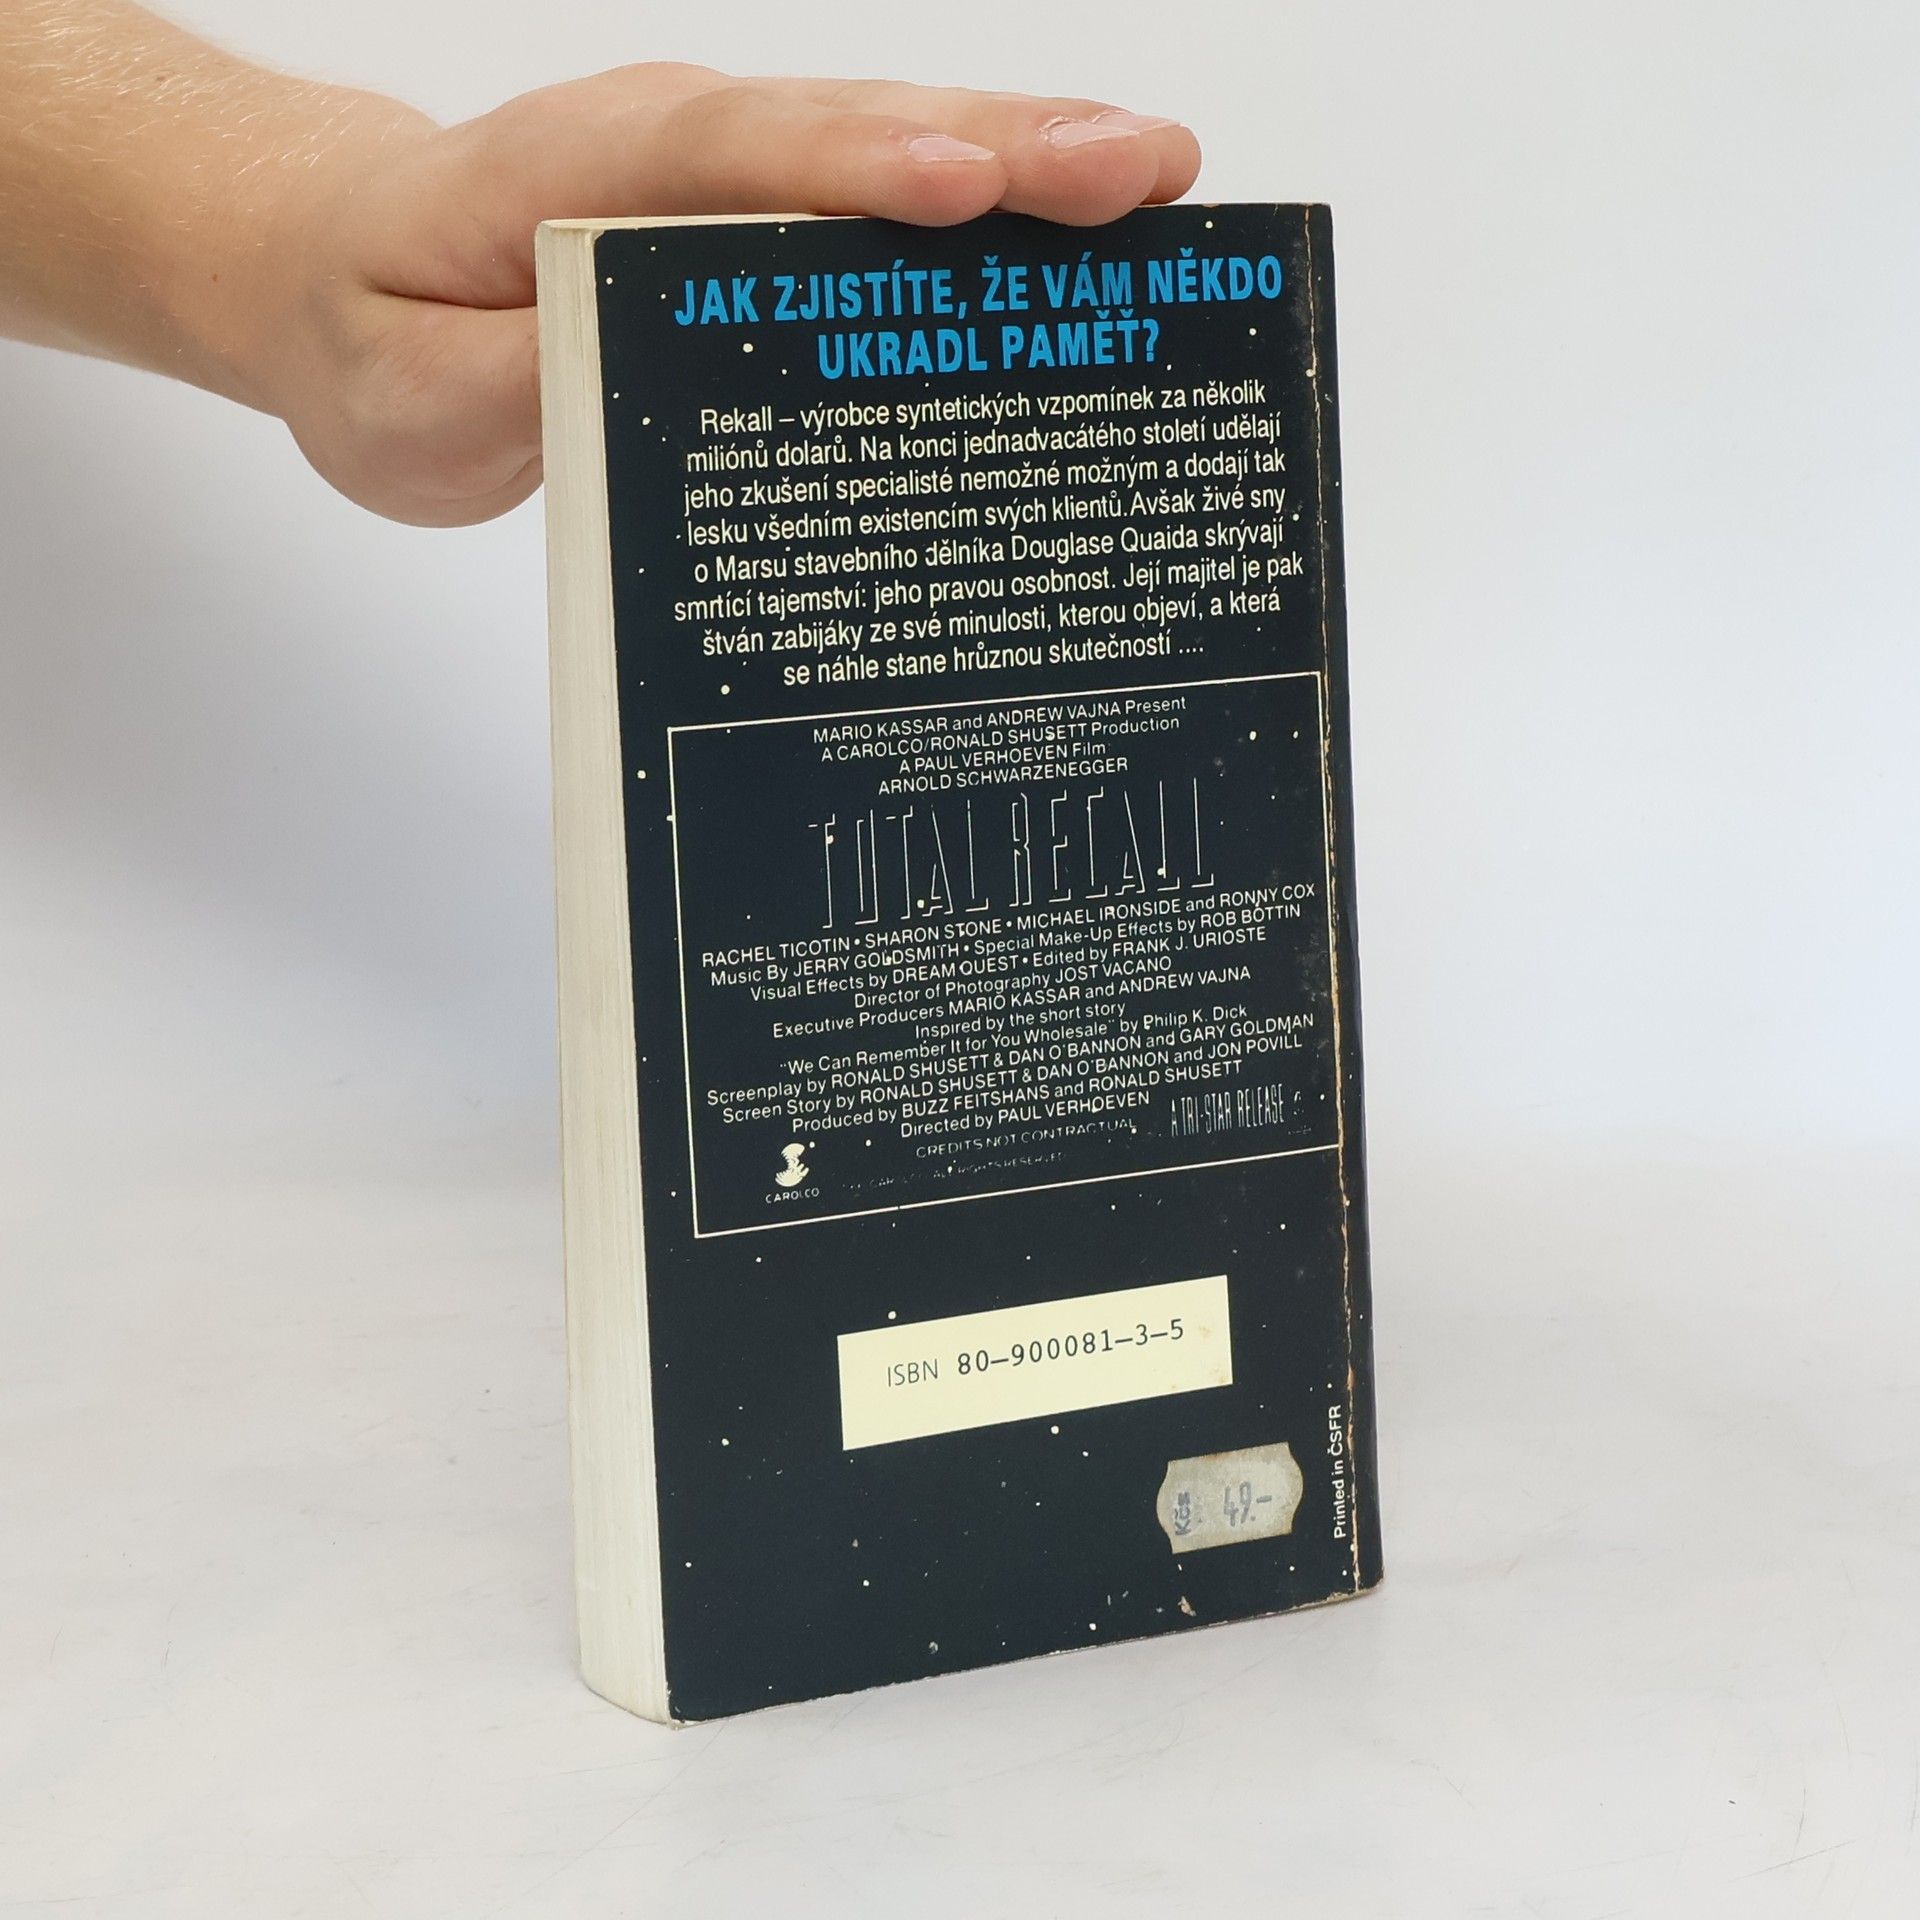 JAK ZJISTÍTE, ŽE VÁM NĚKDO
UKRADL PAMĚŤ?
Rekall – výrobce syntetických vzpomínek za několik
miliónů dolarů. Na konci jednadvacátého století udělají
jeho zkušení specialisté nemožné možným a dodají tak
lesku všedním existencím svých klientů. Avšak živé sny
o Marsu stavebního dělníka Douglase Quaida skrývají
smrtící tajemství: jeho pravou osobnost. Její majitel je pak
štván zabijáky ze své minulosti, kterou objeví, a která
se náhle stane hrůznou skutečností ....
MARIO KASSAR and ANDREW VAJNA Present
A CAROLCO/RONALD SHUSETT Production
A PAUL VERHOEVEN Film
ARNOLD SCHWARZENEGGER
TOTAL RECALL
RACHEL TICOTIN • SHARON STONE • MICHAEL IRONSIDE and RONNY COX
Music By JERRY GOLDSMITH • Special Make-Up Effects by ROB BOTTIN
Visual Effects by DREAM QUEST • Edited by FRANK J. URIOSTE
Director of Photography JOST VACANO
Executive Producers MARIO KASSAR and ANDREW VAJNA
Inspired by the short story
"We Can Remember It for You Wholesale" by Philip K. Dick
Screenplay by RONALD SHUSETT & DAN O'BANNON and GARY GOLDMAN
Screen Story by RONALD SHUSETT & DAN O'BANNON and JON POVILL
Produced by BUZZ FEITSHANS and RONALD SHUSETT
Directed by PAUL VERHOEVEN
A TRI-STAR RELEASE
CREDITS NOT CONTRACTUAL
ALL RIGHTS RESERVED
CAROLCO
ISBN 80–900081–3–5
Kčs 49.–
Printed in ČSFR